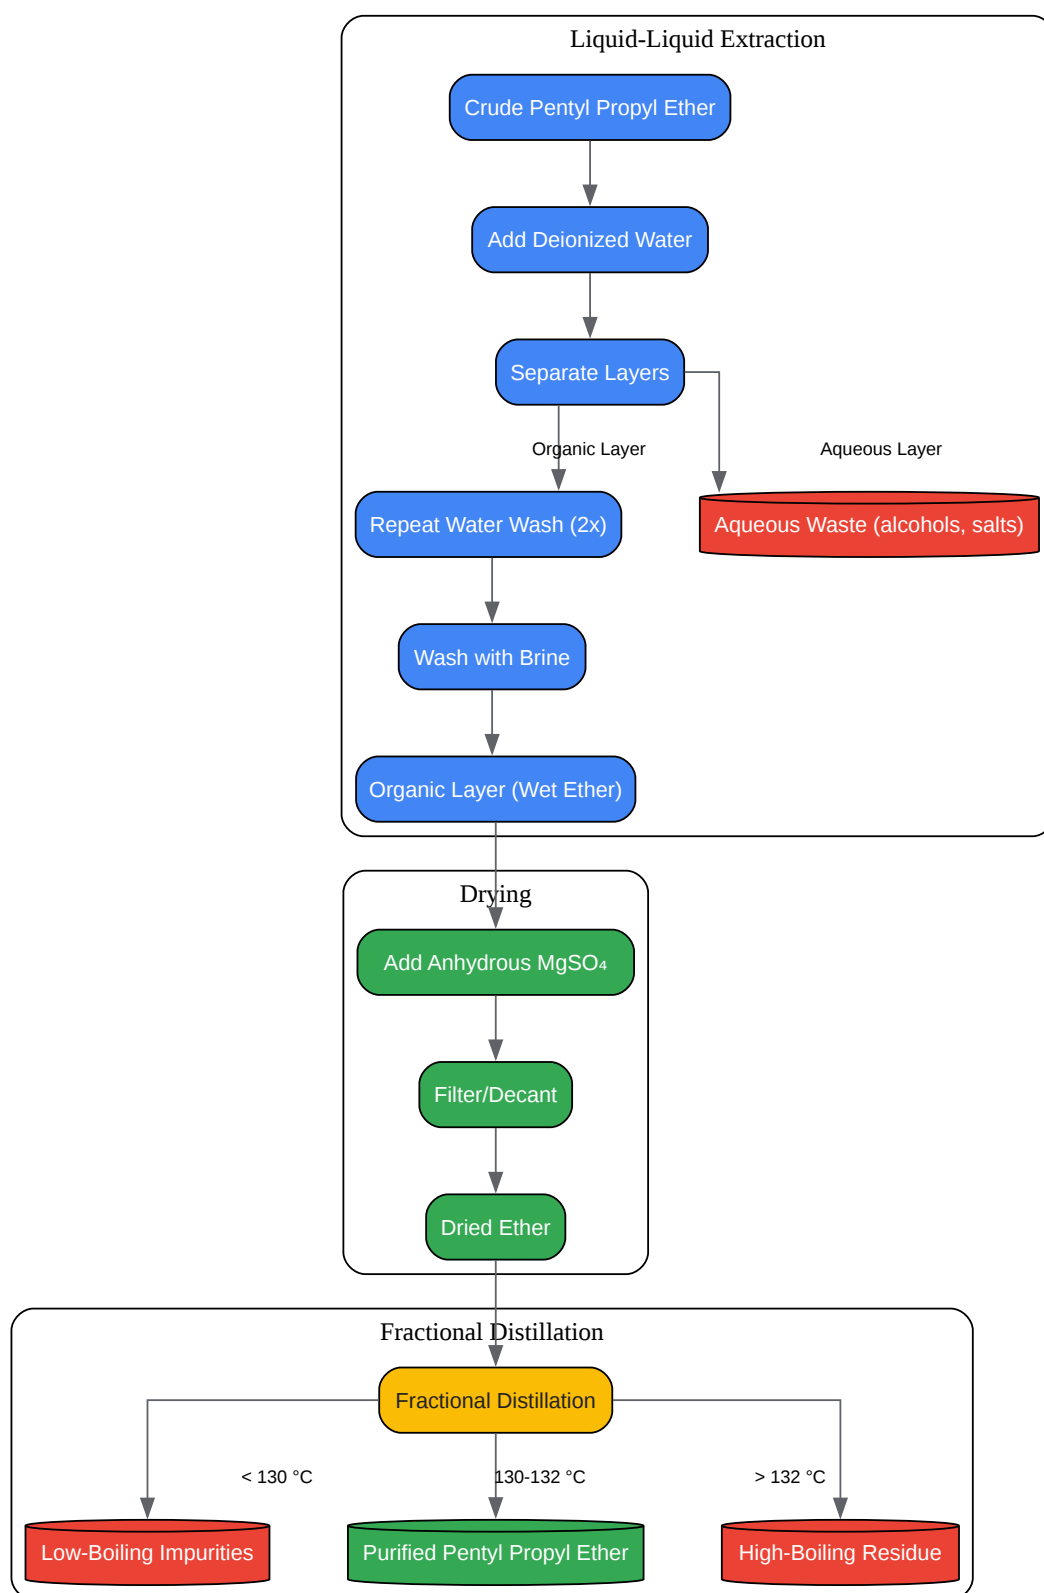 Liquid-Liquid Extraction
Crude Pentyl Propyl Ether
Add Deionized Water
Separate Layers
Organic Layer
Aqueous Layer
Repeat Water Wash (2x)
Aqueous Waste (alcohols, salts)
Wash with Brine
Organic Layer (Wet Ether)
Drying
Add Anhydrous MgSO₄
Filter/Decant
Dried Ether
Fractional Distillation
Fractional Distillation
< 130 °C
130-132 °C
> 132 °C
Low-Boiling Impurities
Purified Pentyl Propyl Ether
High-Boiling Residue